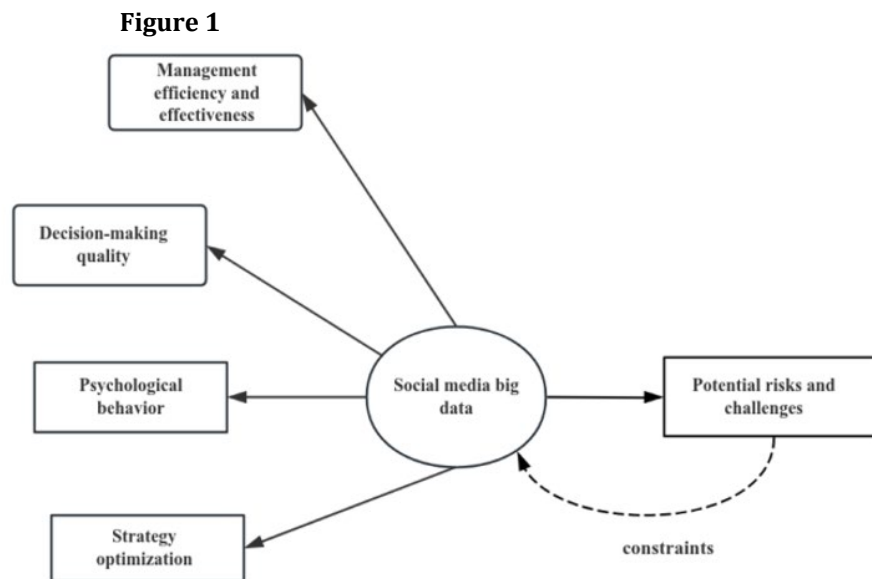 Figure 1
Management
efficiency and
effectiveness
Decision-making
quality
Psychological
behavior
Social media big
data
Potential risks and
challenges
Strategy
optimization
constraints